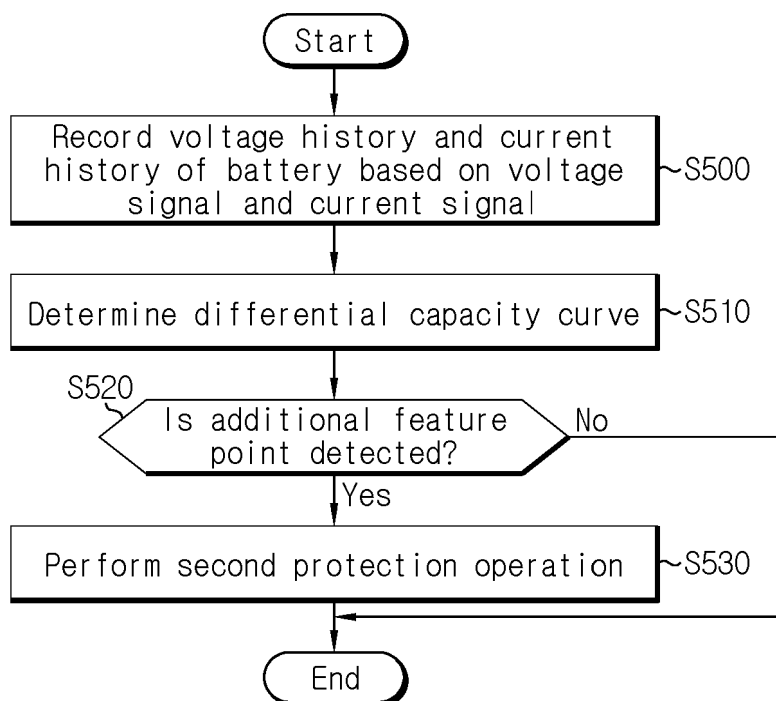 Start
Record voltage history and current
history of battery based on voltage
signal and current signal
S500
Determine differential capacity curve
S510
S520
Is additional feature
point detected?
No
Yes
Perform second protection operation
S530
End